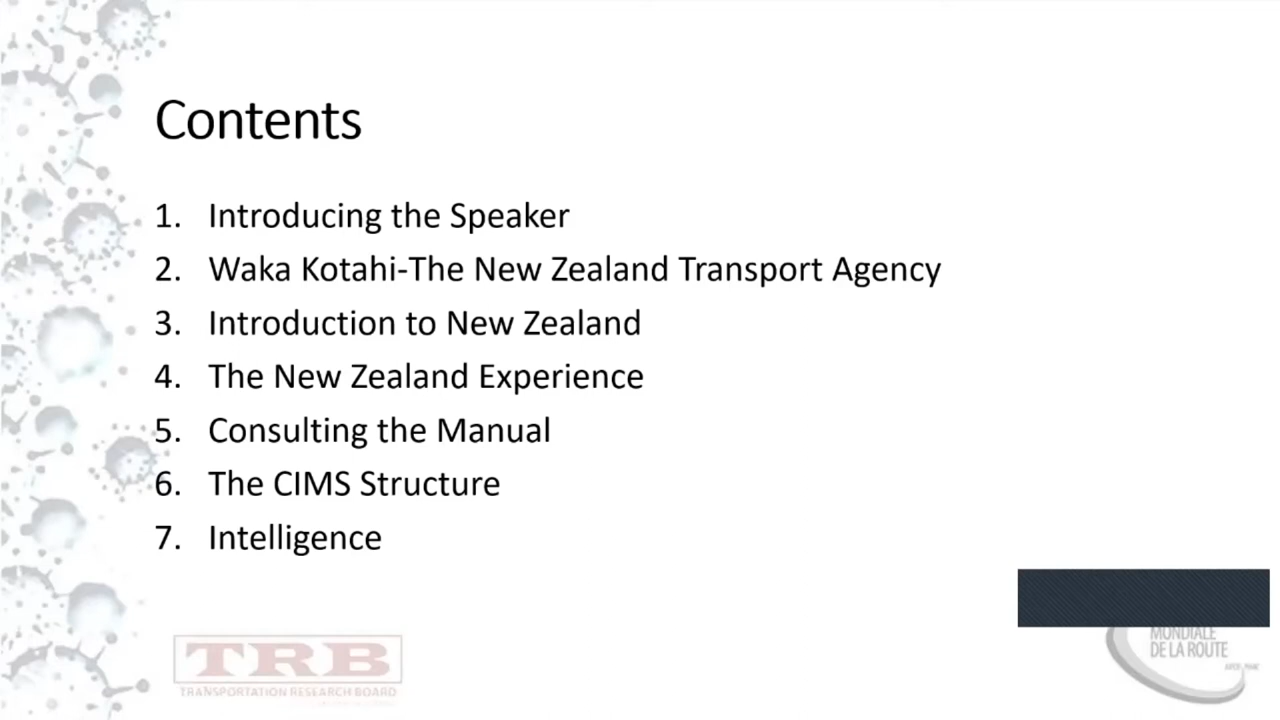 Contents
1. Introducing the Speaker
2. Waka Kotahi-The New Zealand Transport Agency
3. Introduction to New Zealand
4. The New Zealand Experience
5. Consulting the Manual
6. The CIMS Structure
7. Intelligence
TRB
TRANSPORTATION RESEARCH BOARD
MONDIALE
DE LA ROUTE